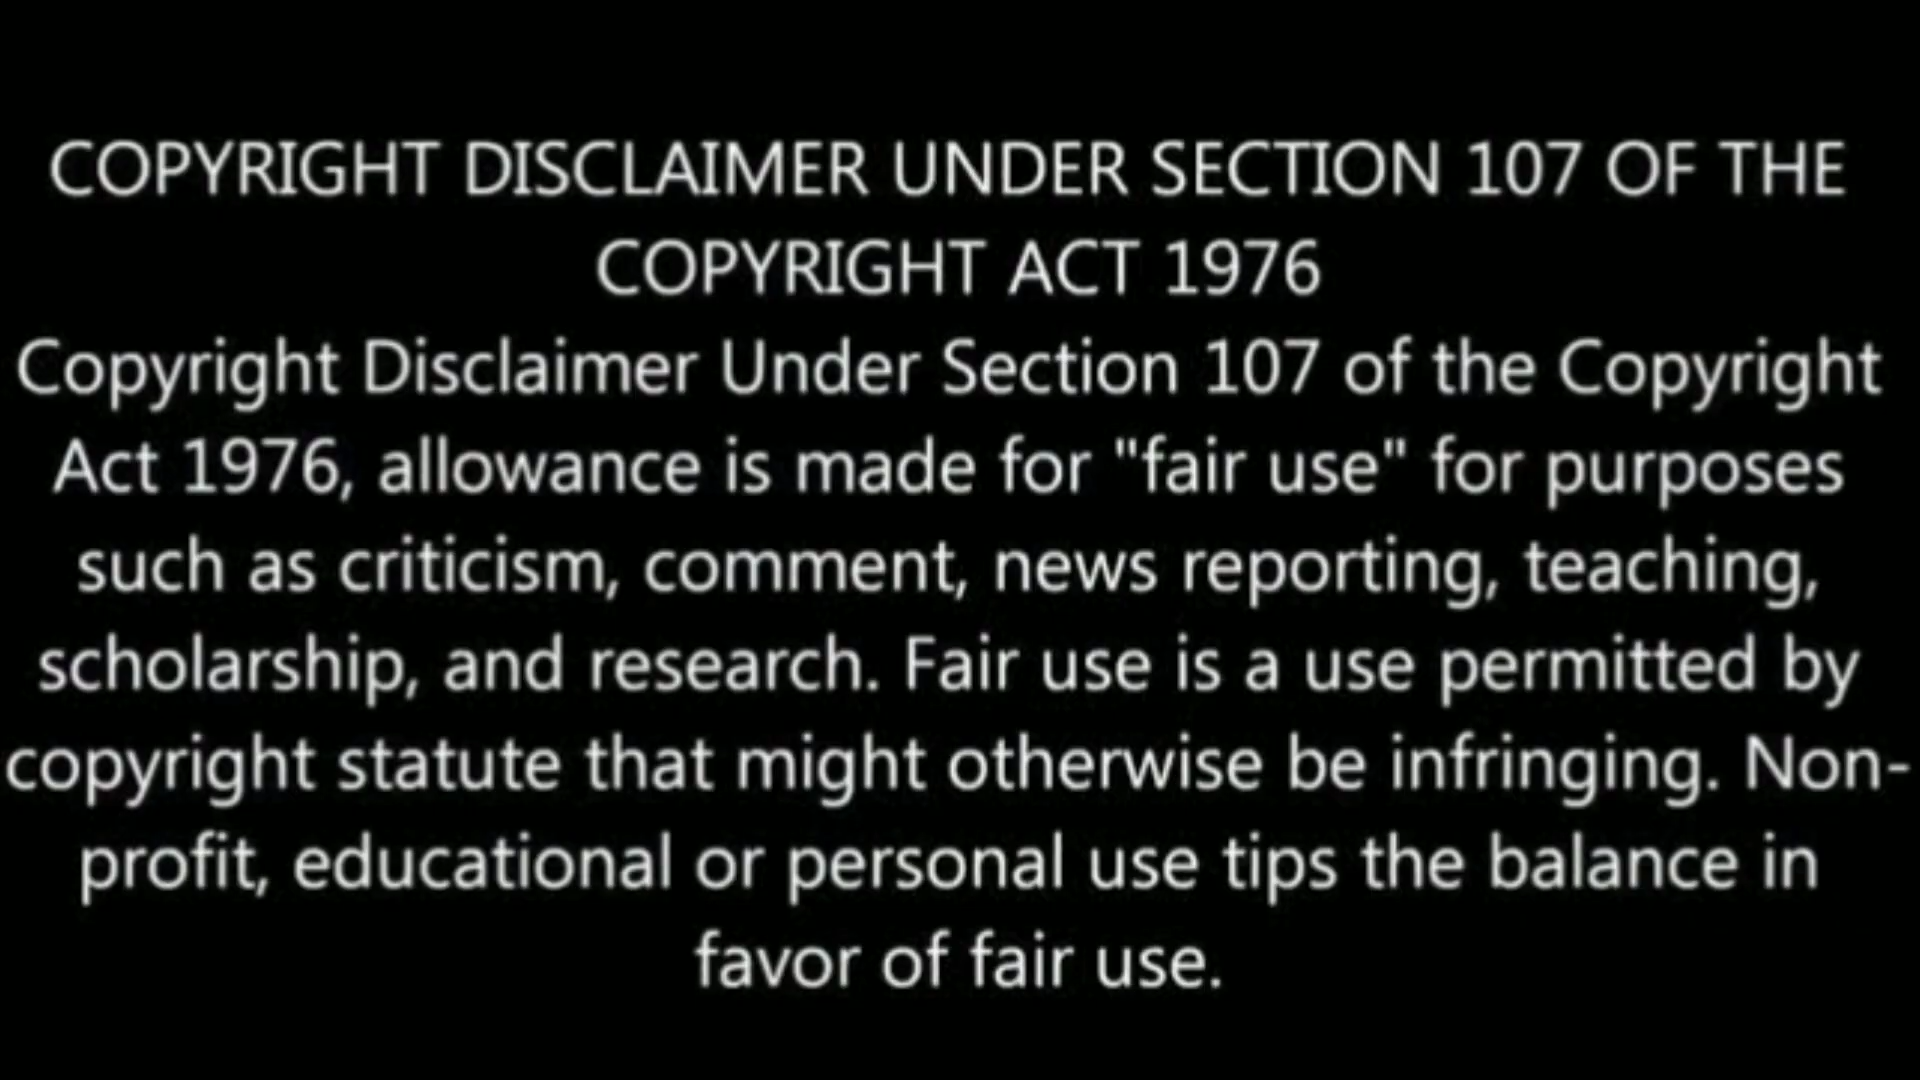 COPYRIGHT DISCLAIMER UNDER SECTION 107 OF THE
COPYRIGHT ACT 1976
Copyright Disclaimer Under Section 107 of the Copyright
Act 1976, allowance is made for "fair use" for purposes
such as criticism, comment, news reporting, teaching,
scholarship, and research. Fair use is a use permitted by
copyright statute that might otherwise be infringing. Non-
profit, educational or personal use tips the balance in
favor of fair use.